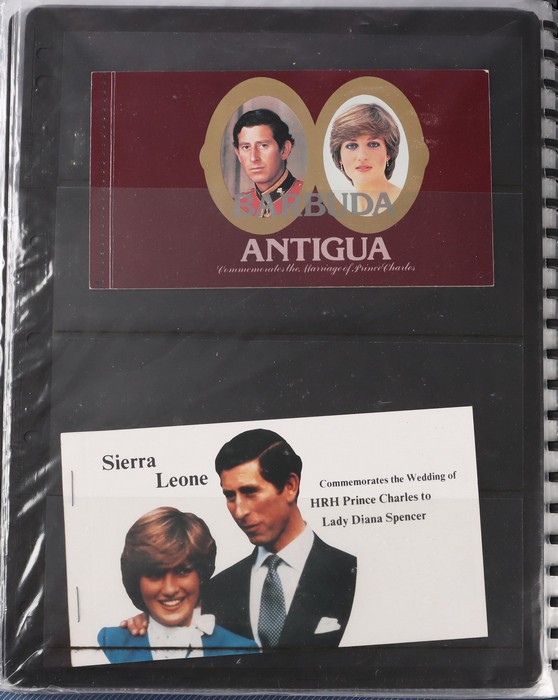 BARBUDA
ANTIGUA
Commemorates the Marriage of Prince Charles
Sierra
Leone
Commemorates the Wedding of
HRH Prince Charles to
Lady Diana Spencer